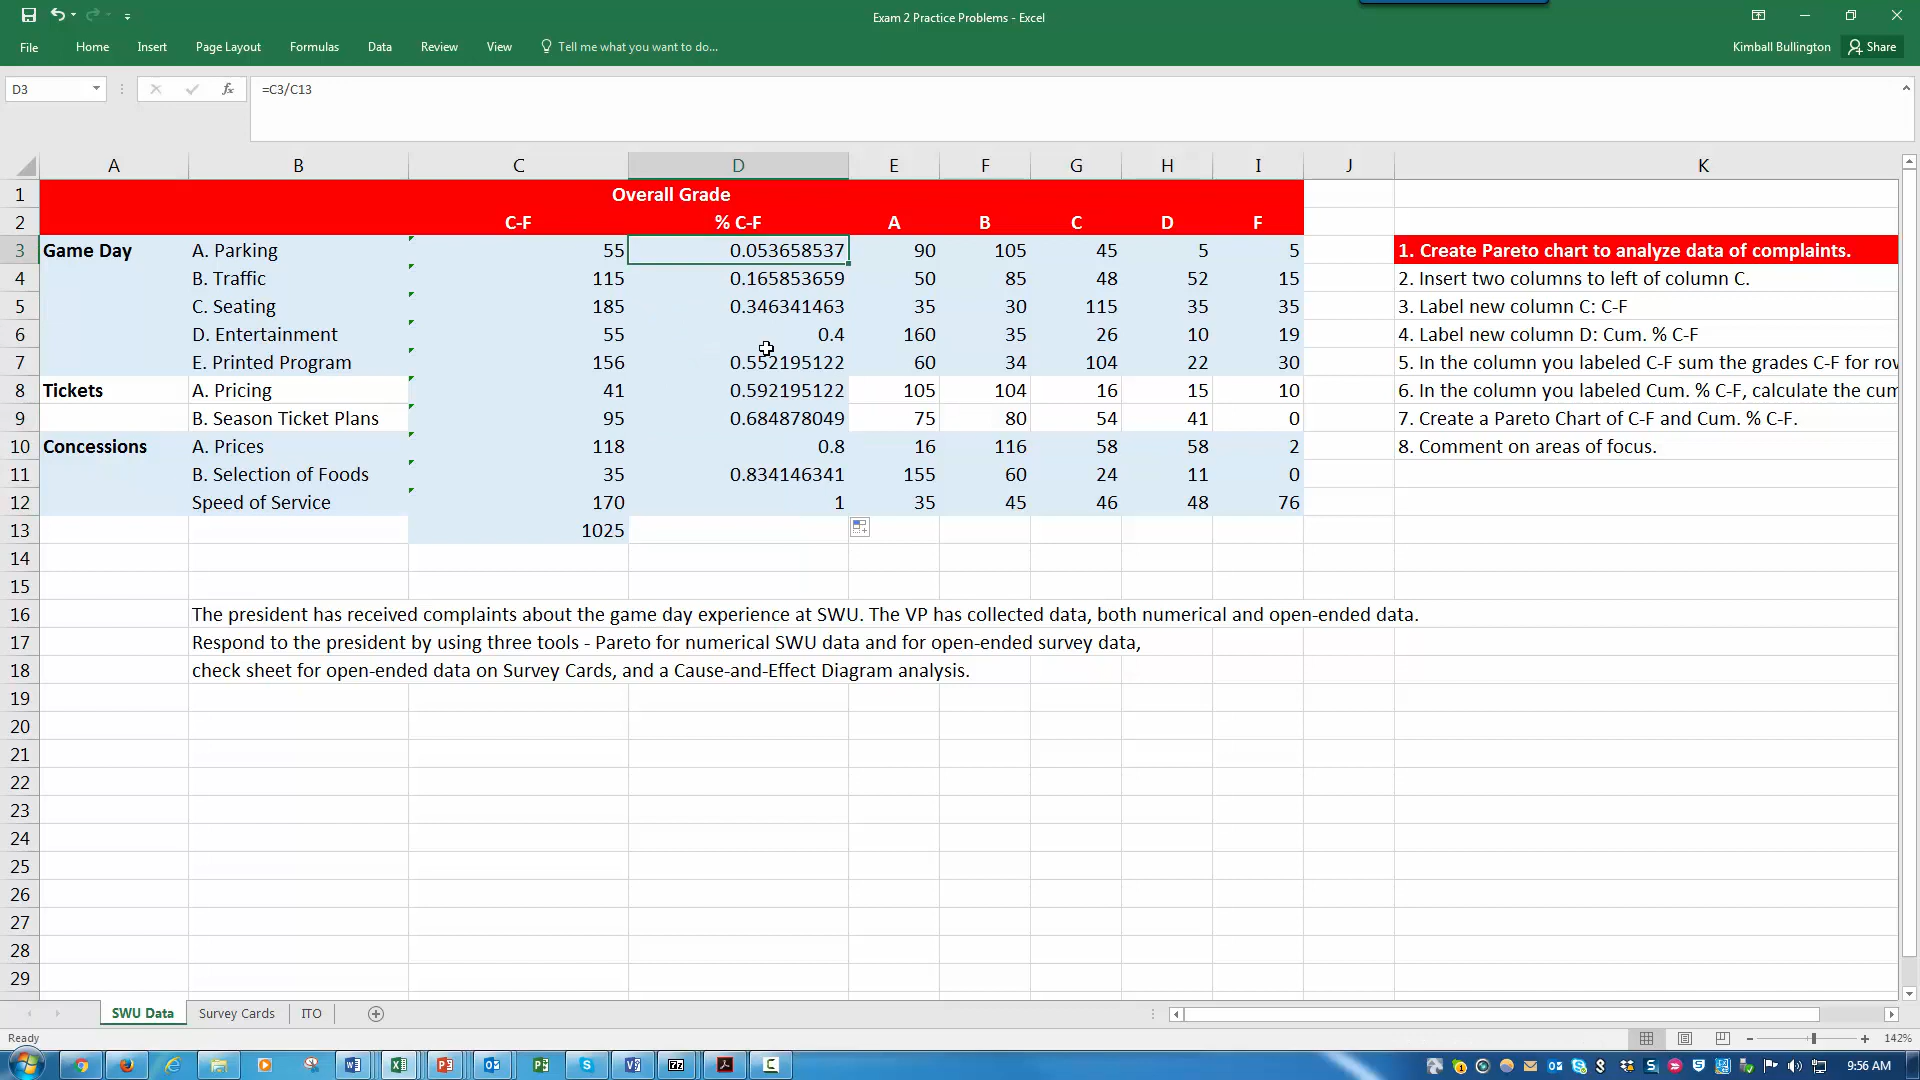 Exam 2 Practice Problems - Excel
File Home Insert Page Layout Formulas Data Review View Tell me what you want to do... Kimball Bullington Share
D3 fx =C3/C13
A B C D E F G H I J K
1 Overall Grade
2 C-F % C-F A B C D F
3 Game Day A. Parking 55 0.053658537 90 105 45 5 5 1. Create Pareto chart to analyze data of complaints.
4 B. Traffic 115 0.165853659 50 85 48 52 15 2. Insert two columns to left of column C.
5 C. Seating 185 0.346341463 35 30 115 35 35 3. Label new column C: C-F
6 D. Entertainment 55 0.4 160 35 26 10 19 4. Label new column D: Cum. % C-F
7 E. Printed Program 156 0.552195122 60 34 104 22 30 5. In the column you labeled C-F sum the grades C-F for row
8 Tickets A. Pricing 41 0.592195122 105 104 16 15 10 6. In the column you labeled Cum. % C-F, calculate the cum
9 B. Season Ticket Plans 95 0.684878049 75 80 54 41 0 7. Create a Pareto Chart of C-F and Cum. % C-F.
10 Concessions A. Prices 118 0.8 16 116 58 58 2 8. Comment on areas of focus.
11 B. Selection of Foods 35 0.834146341 155 60 24 11 0
12 Speed of Service 170 1 35 45 46 48 76
13 1025
14
15
16 The president has received complaints about the game day experience at SWU. The VP has collected data, both numerical and open-ended data.
17 Respond to the president by using three tools - Pareto for numerical SWU data and for open-ended survey data,
18 check sheet for open-ended data on Survey Cards, and a Cause-and-Effect Diagram analysis.
19
20
21
22
23
24
25
26
27
28
29
SWU Data Survey Cards ITO
Ready 142%
9:56 AM